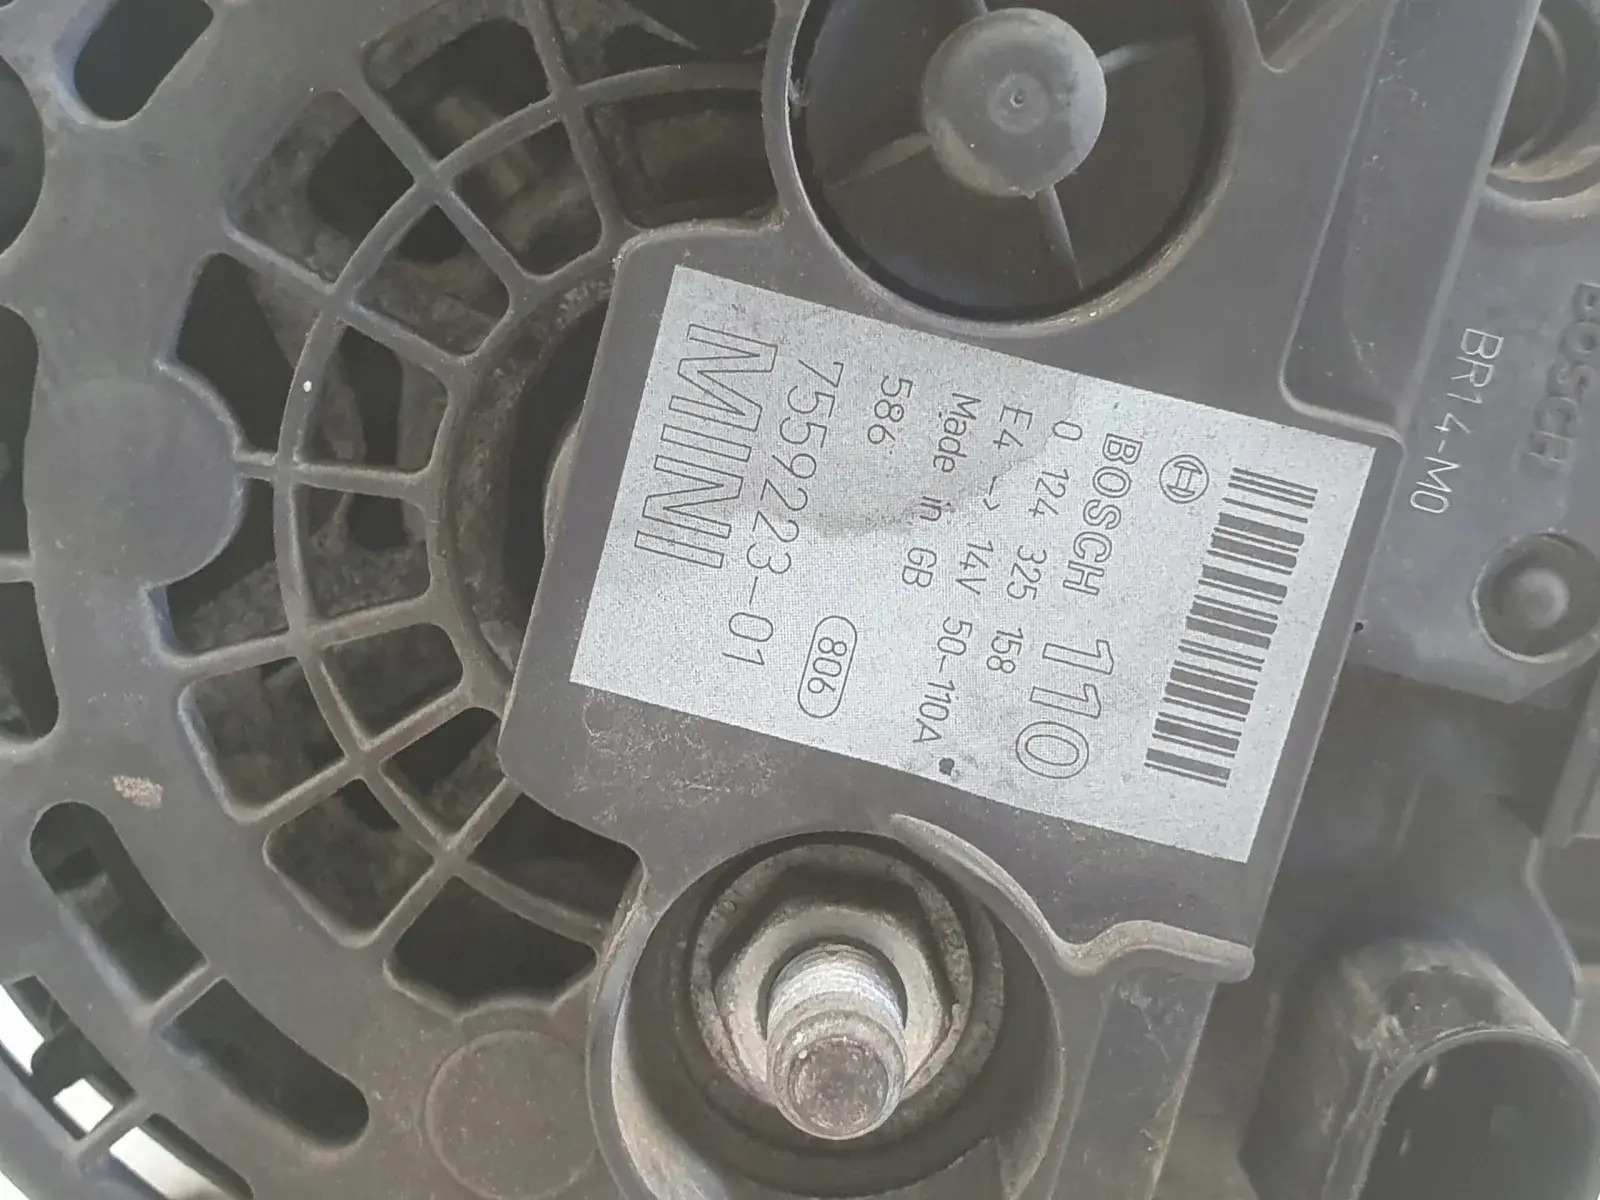 BOSCH 110
0 124 325 158
E4 -> 14V 50-110A
Made in GB
586 806
7559223-01
MINI
BR14-M0
BOSCH